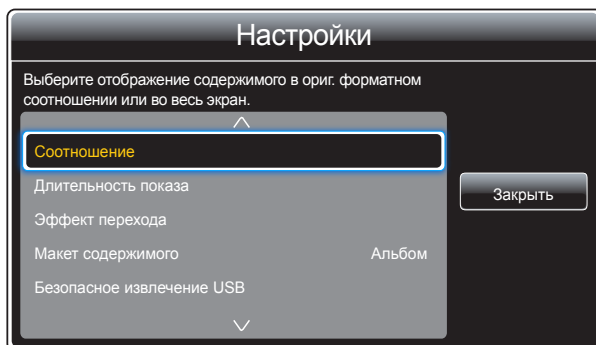 Настройки
Выберите отображение содержимого в ориг. форматном
соотношении или во весь экран.
Соотношение
Длительность показа
Эффект перехода
Макет содержимого Альбом
Безопасное извлечение USB
Закрыть